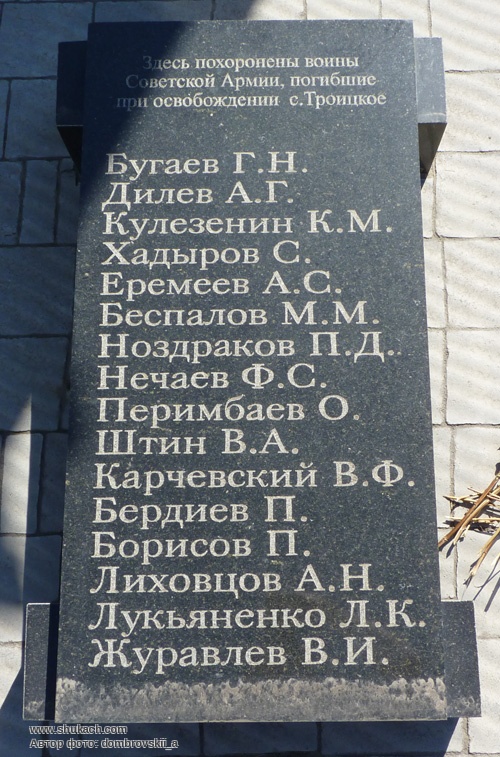 Здесь похоронены воины
Советской Армии, погибшие
при освобождении с.Троицкое
Бугаев Г.Н.
Дилев А.Г.
Кулезенин К.М.
Хадыров С.
Еремеев А.С.
Беспалов М.М.
Ноздраков П.Д.
Нечаев Ф.С.
Перимбаев О.
Штин В.А.
Карчевский В.Ф.
Бердиев П.
Борисов П.
Лиховцов А.Н.
Лукьяненко Л.К.
Журавлев В.И.
www.shukach.com
Автор фото: dombrovskii_a